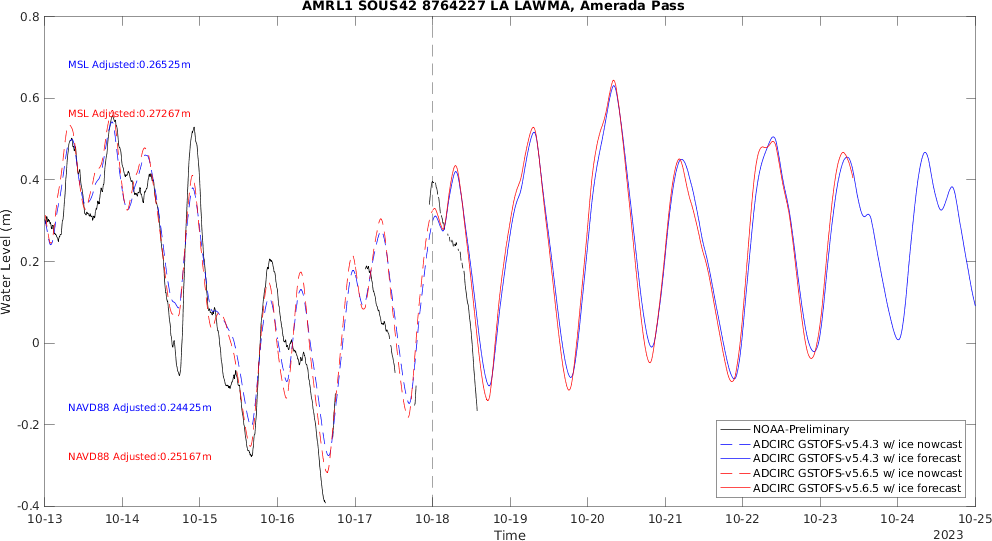 AMRL1 SOUS42 8764227 LA LAWMA, Amerada Pass
0.8
0.6
0.4
0.2
0
-0.2
-0.4
Water Level (m)
MSL Adjusted:0.26525m
MSL Adjusted:0.27267m
NAVD88 Adjusted:0.24425m
NAVD88 Adjusted:0.25167m
NOAA-Preliminary
ADCIRC GSTOFS-v5.4.3 w/ ice nowcast
ADCIRC GSTOFS-v5.4.3 w/ ice forecast
ADCIRC GSTOFS-v5.6.5 w/ ice nowcast
ADCIRC GSTOFS-v5.6.5 w/ ice forecast
10-13 10-14 10-15 10-16 10-17 10-18 10-19 10-20 10-21 10-22 10-23 10-24 10-25
Time
2023